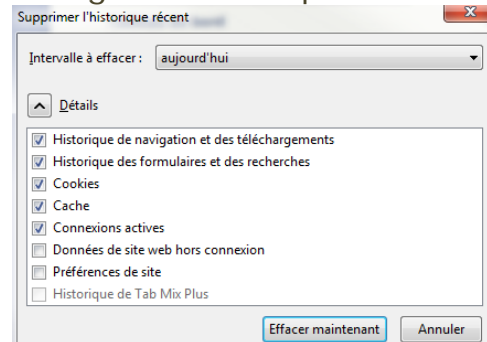 Supprimer l'historique récent
Intervalle à effacer : aujourd'hui
Détails
Historique de navigation et des téléchargements
Historique des formulaires et des recherches
Cookies
Cache
Connexions actives
Données de site web hors connexion
Préférences de site
Historique de Tab Mix Plus
Effacer maintenant Annuler